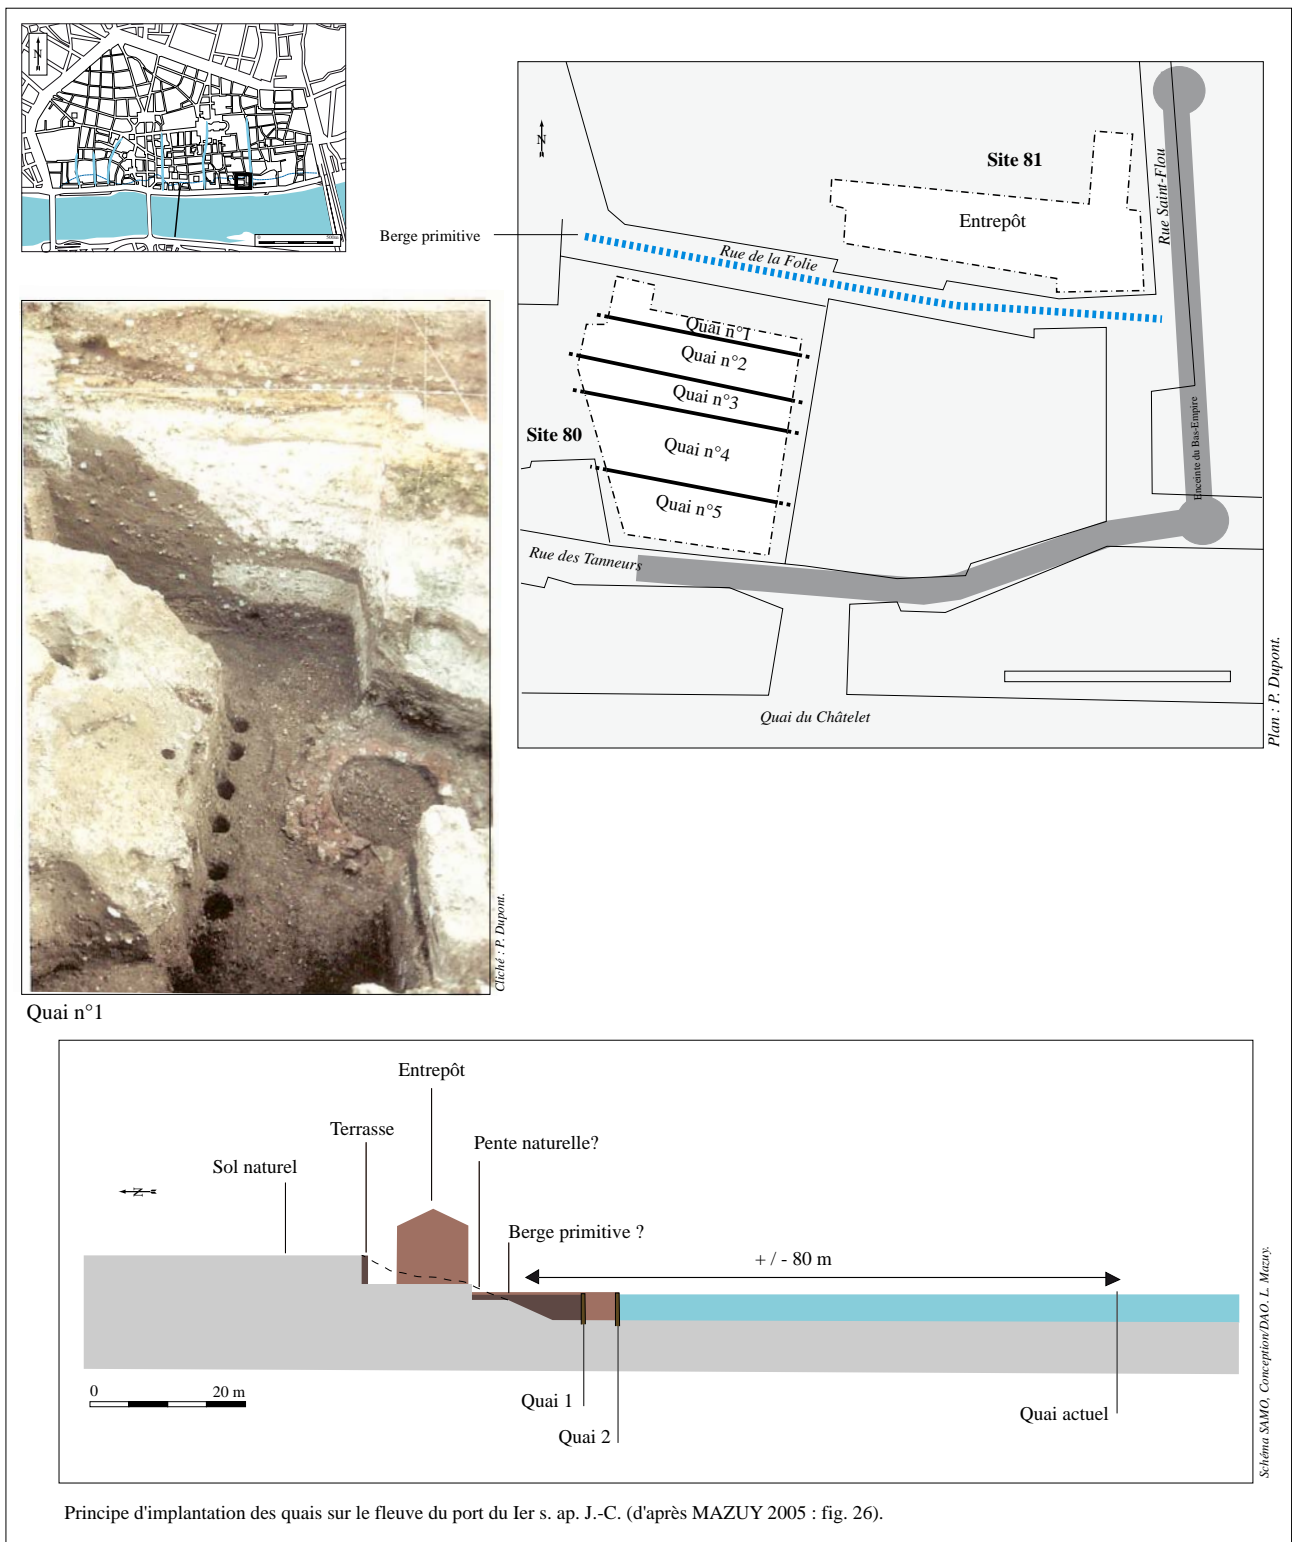 N
0
500m
N
Site 81
Entrepôt
Rue Saint-Flou
Berge primitive
Rue de la Folie
Quai n°1
Quai n°2
Quai n°3
Site 80
Quai n°4
Quai n°5
Enceinte du Bas-Empire
Rue des Tanneurs
Quai du Châtelet
Plan : P. Dupont.
Cliché : P. Dupont.
Quai n°1
Entrepôt
Terrasse
Pente naturelle?
Sol naturel
N
Berge primitive ?
+ / - 80 m
0 20 m
Quai 1
Quai 2
Quai actuel
Schéma SAMO, Conception/DAO. L. Mazuy.
Principe d'implantation des quais sur le fleuve du port du Ier s. ap. J.-C. (d'après MAZUY 2005 : fig. 26).